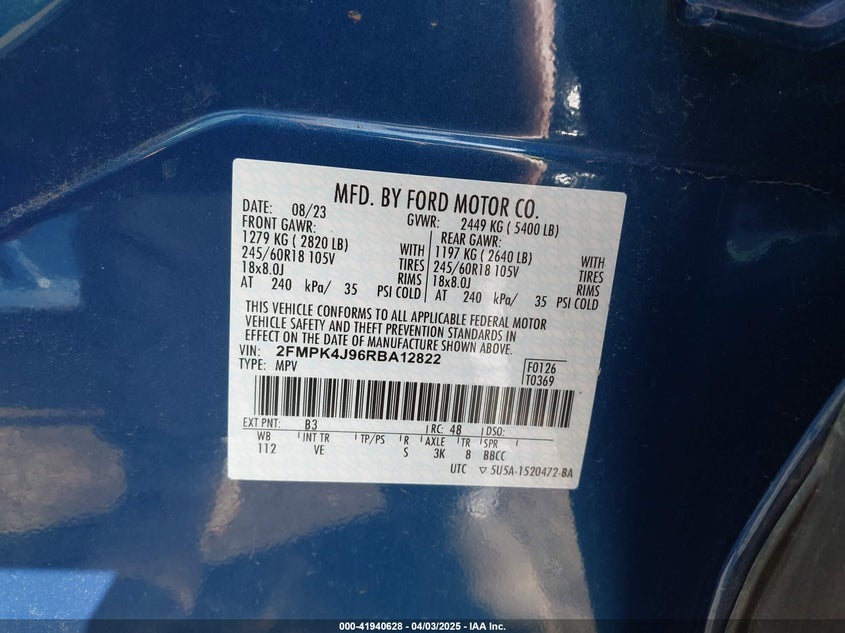 MFD. BY FORD MOTOR CO.
DATE: 08/23 GVWR: 2449 KG ( 5400 LB)
FRONT GAWR: REAR GAWR:
1279 KG ( 2820 LB) WITH 1197 KG ( 2640 LB) WITH
245/60R18 105V TIRES 245/60R18 105V TIRES
18x8.0J RIMS 18x8.0J RIMS
AT 240 kPa/ 35 PSI COLD AT 240 kPa/ 35 PSI COLD
THIS VEHICLE CONFORMS TO ALL APPLICABLE FEDERAL MOTOR
VEHICLE SAFETY AND THEFT PREVENTION STANDARDS IN
EFFECT ON THE DATE OF MANUFACTURE SHOWN ABOVE.
VIN: 2FMPK4J96RBA12822
TYPE: MPV
F0126
T0369
EXT PNT: B3 RC: 48 DSO:
WB INT TR TP/PS R AXLE TR SPR
112 VE S 3K 8 BBCC
UTC ▽ 5U5A-1520472-BA
000-41940628 - 04/03/2025 - IAA Inc.